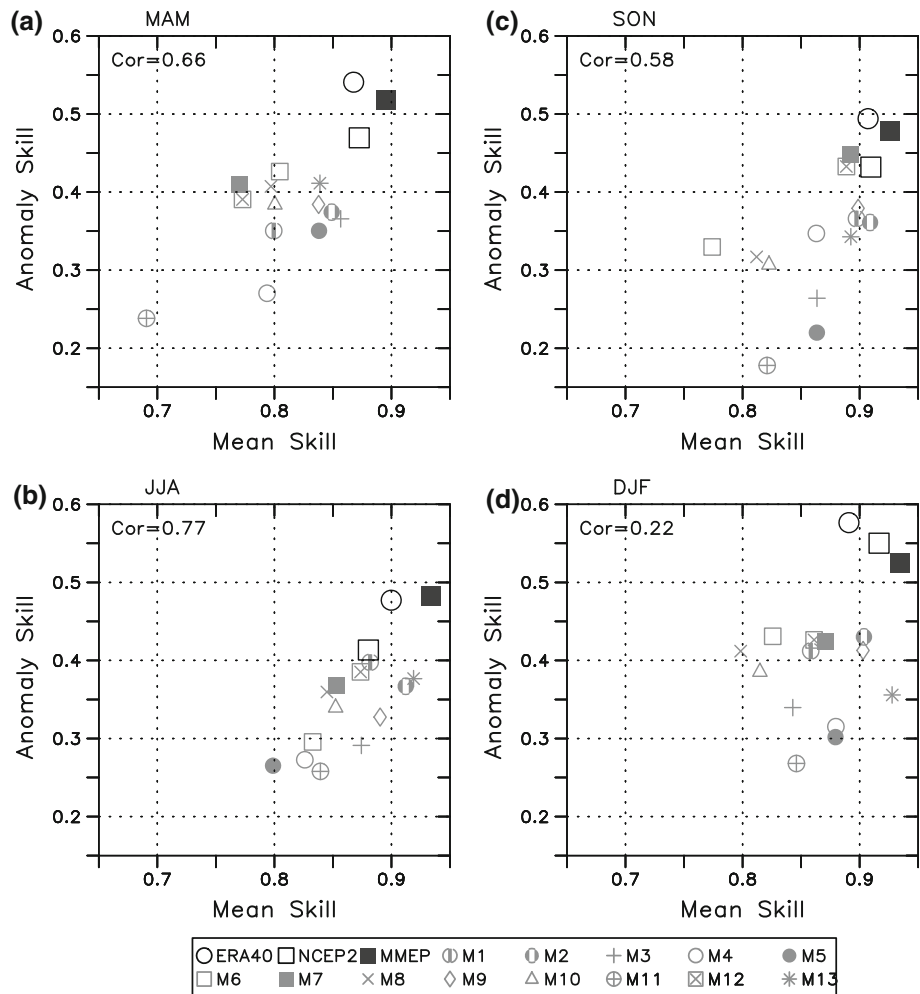 (a) MAM
Cor=0.66
Anomaly Skill
0.6
0.5
0.4
0.3
0.2
0.7 0.8 0.9
Mean Skill
(c) SON
Cor=0.58
Anomaly Skill
0.6
0.5
0.4
0.3
0.2
0.7 0.8 0.9
Mean Skill
(b) JJA
Cor=0.77
Anomaly Skill
0.6
0.5
0.4
0.3
0.2
0.7 0.8 0.9
Mean Skill
(d) DJF
Cor=0.22
Anomaly Skill
0.6
0.5
0.4
0.3
0.2
0.7 0.8 0.9
Mean Skill
ERA40 NCEP2 MMEP M1 M2 M3 M4 M5
M6 M7 M8 M9 M10 M11 M12 M13